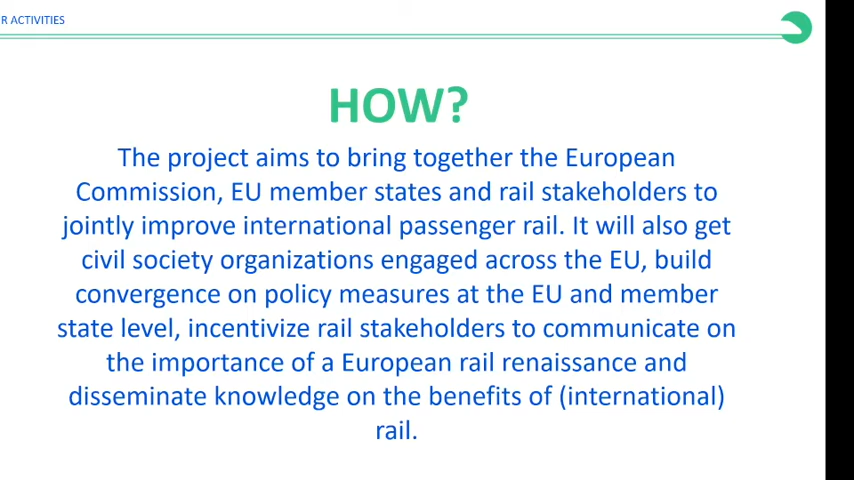 R ACTIVITIES
HOW?
The project aims to bring together the European
Commission, EU member states and rail stakeholders to
jointly improve international passenger rail. It will also get
civil society organizations engaged across the EU, build
convergence on policy measures at the EU and member
state level, incentivize rail stakeholders to communicate on
the importance of a European rail renaissance and
disseminate knowledge on the benefits of (international)
rail.